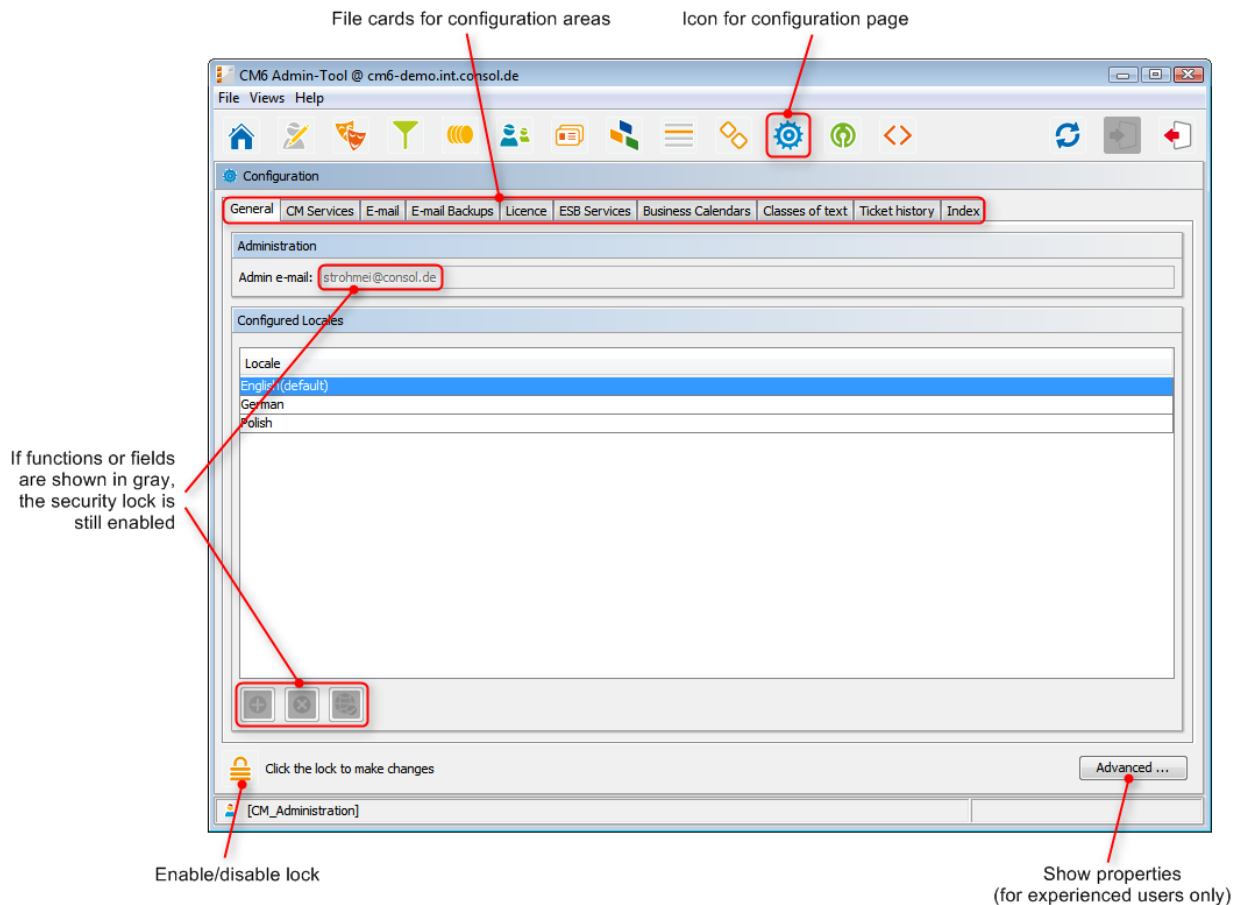 File cards for configuration areas
Icon for configuration page
CM6 Admin-Tool @ cm6-demo.int.consol.de
File Views Help
Configuration
General CM Services E-mail E-mail Backups Licence ESB Services Business Calendars Classes of text Ticket history Index
Administration
Admin e-mail: strohmei@consol.de
Configured Locales
Locale
English(default)
German
Polish
If functions or fields
are shown in gray,
the security lock is
still enabled
Click the lock to make changes
Advanced ...
[CM_Administration]
Enable/disable lock
Show properties
(for experienced users only)